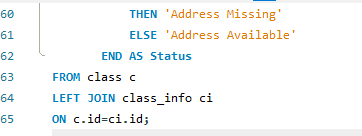 60 THEN 'Address Missing'
61 ELSE 'Address Available'
62 END AS Status
63 FROM class c
64 LEFT JOIN class_info ci
65 ON c.id=ci.id;